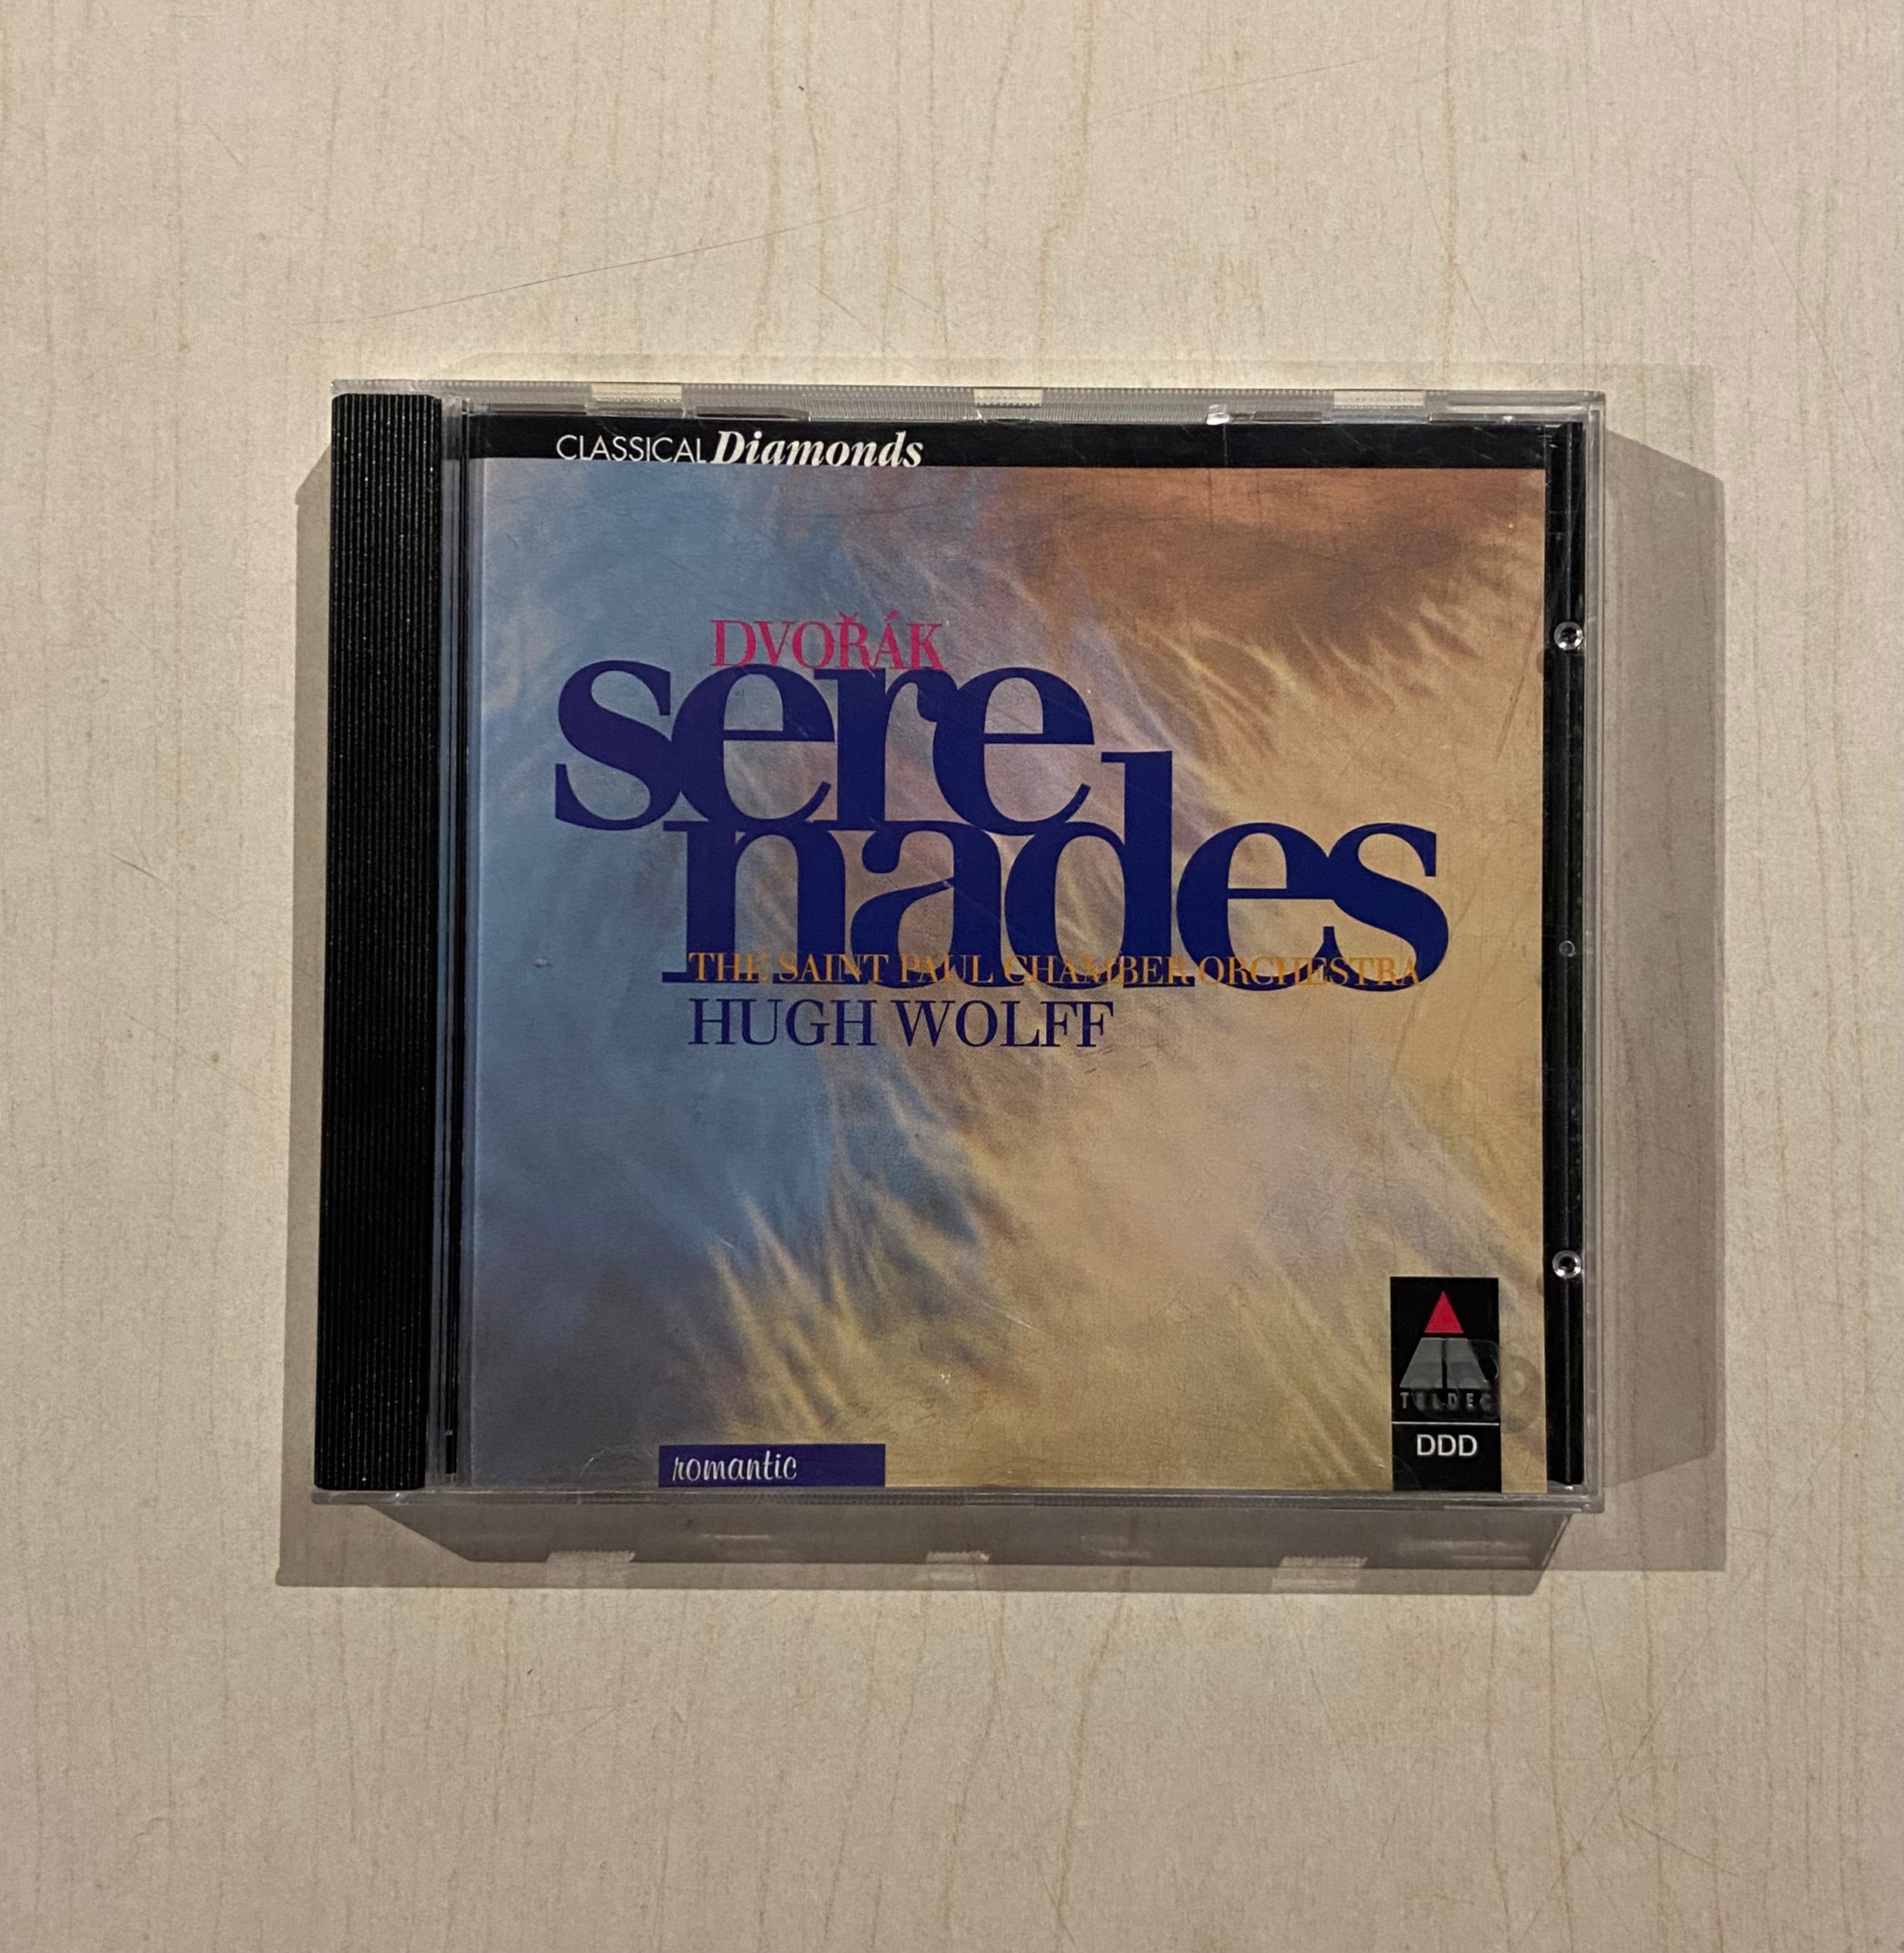 CLASSICAL Diamonds
DVOŘÁK
sere
nades
THE SAINT PAUL CHAMBER ORCHESTRA
HUGH WOLFF
TELDEC
DDD
romantic